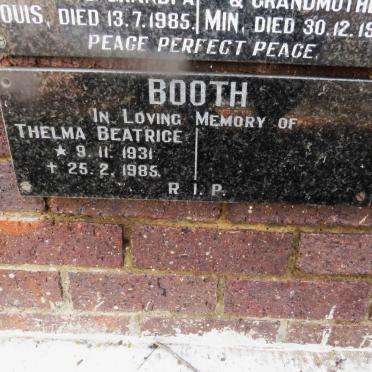 OUIS, DIED 13.7.1985. MIN, DIED 30.12.19
PEACE PERFECT PEACE
BOOTH
IN LOVING MEMORY OF
THELMA BEATRICE
★ 9. 11. 1931
✝ 25. 2. 1985.
R I P.